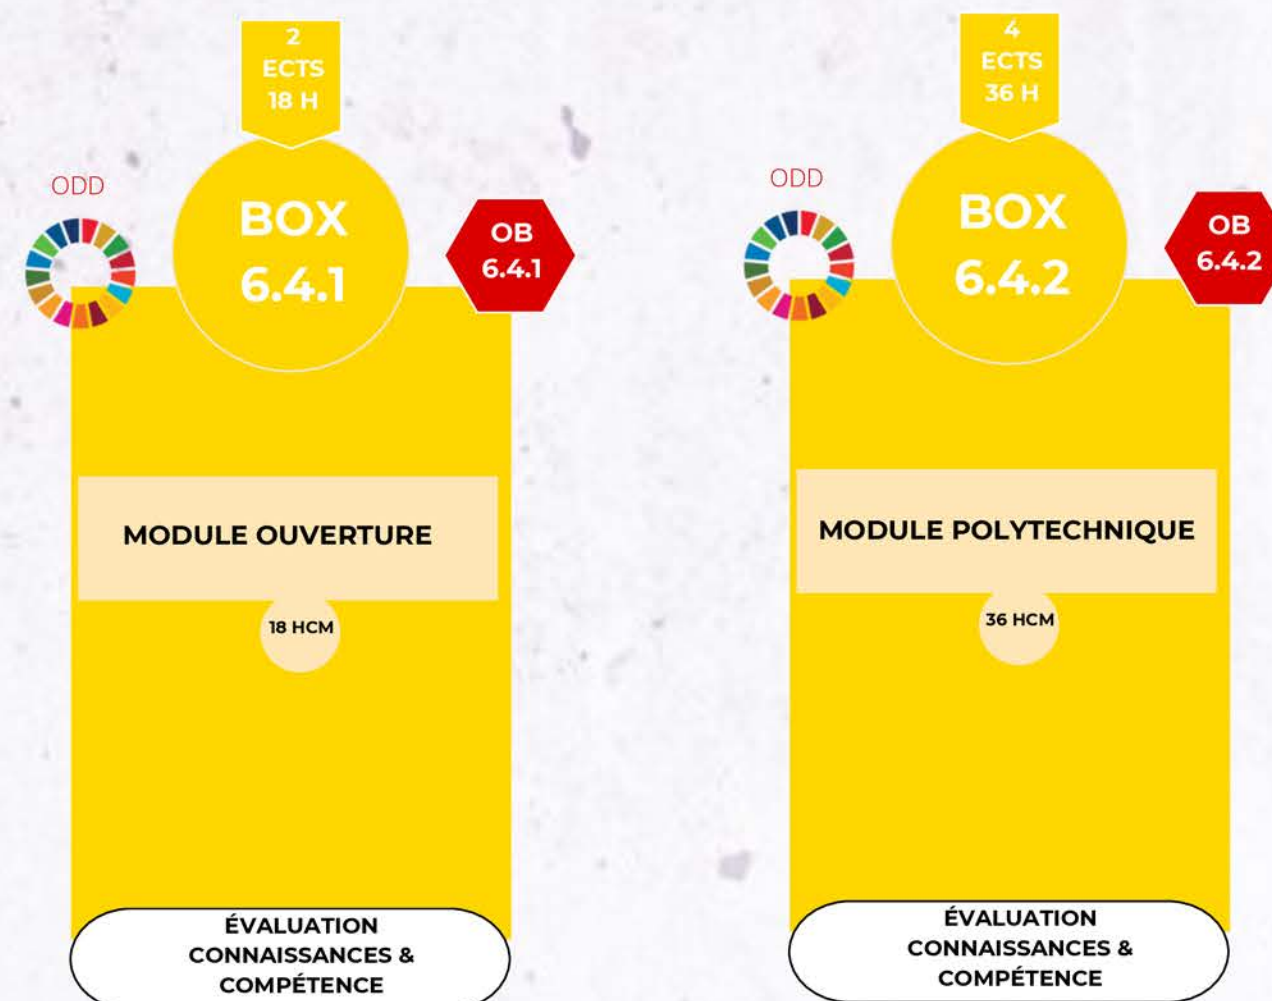 2
ECTS
18 H
ODD
BOX
6.4.1
OB
6.4.1
MODULE OUVERTURE
18 HCM
ÉVALUATION
CONNAISSANCES &
COMPÉTENCE
4
ECTS
36 H
ODD
BOX
6.4.2
OB
6.4.2
MODULE POLYTECHNIQUE
36 HCM
ÉVALUATION
CONNAISSANCES &
COMPÉTENCE